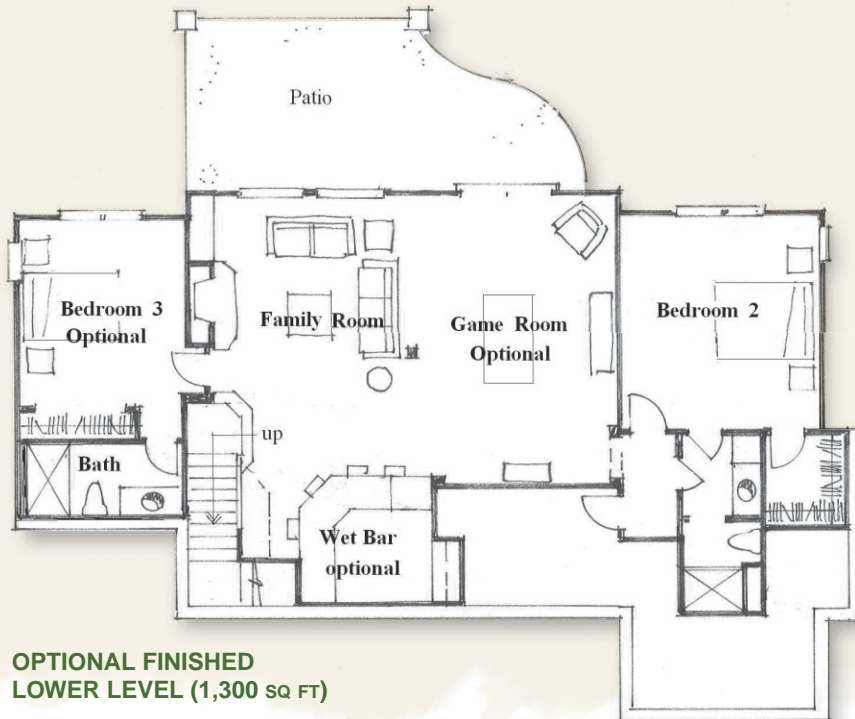 Patio
Bedroom 3
Optional
Family Room
Game Room
Optional
Bedroom 2
up
Bath
Wet Bar
optional
OPTIONAL FINISHED
LOWER LEVEL (1,300 SQ FT)